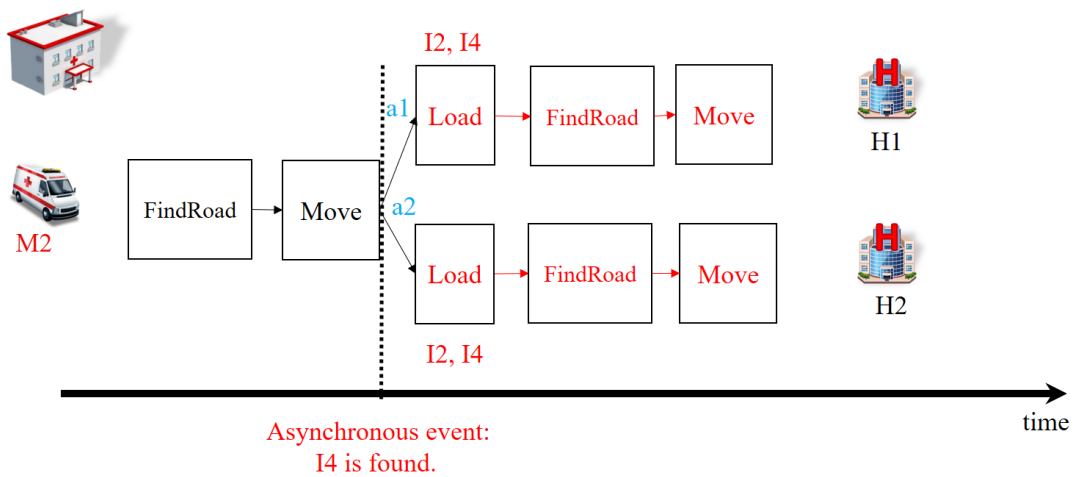 I2, I4
a1
Load
FindRoad
Move
H
H1
M2
FindRoad
Move
a2
Load
FindRoad
Move
H
H2
I2, I4
time
Asynchronous event:
I4 is found.